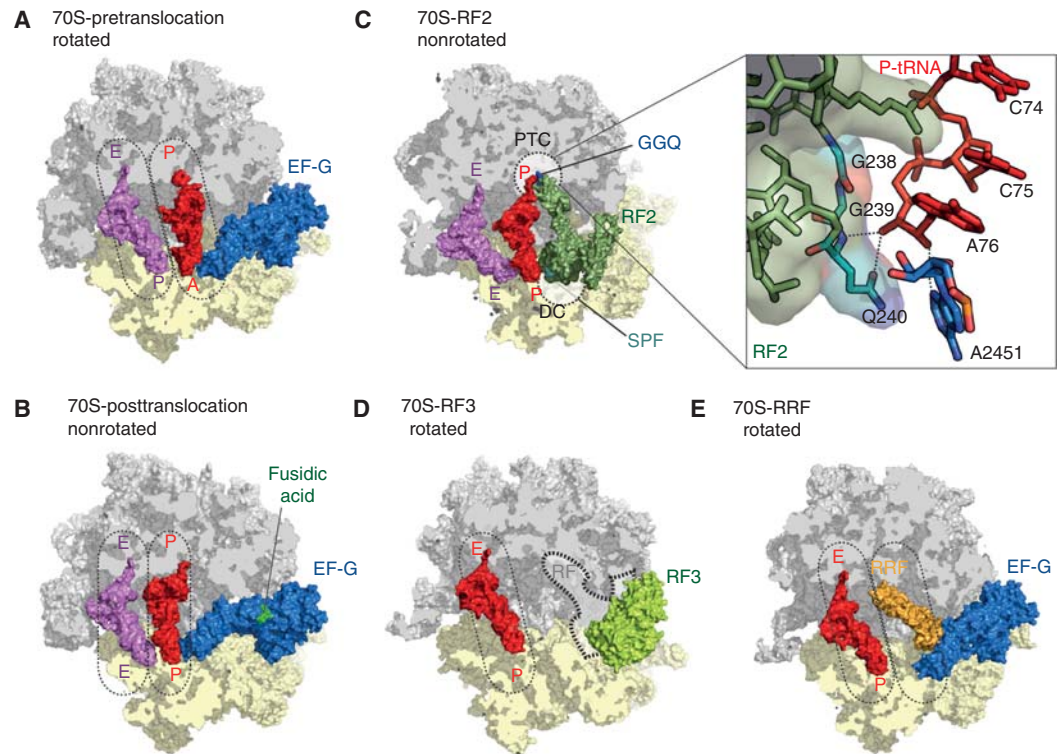 A
70S-pretranslocation
rotated
E
P
EF-G
P
A
C
70S-RF2
nonrotated
PTC
GGQ
E
P
RF2
E
P
DC
SPF
P-tRNA
C74
G238
C75
G239
A76
Q240
RF2
A2451
B
70S-posttranslocation
nonrotated
Fusidic
acid
E
P
EF-G
E
P
D
70S-RF3
rotated
E
RF
RF3
P
E
70S-RRF
rotated
E
RRF
EF-G
P